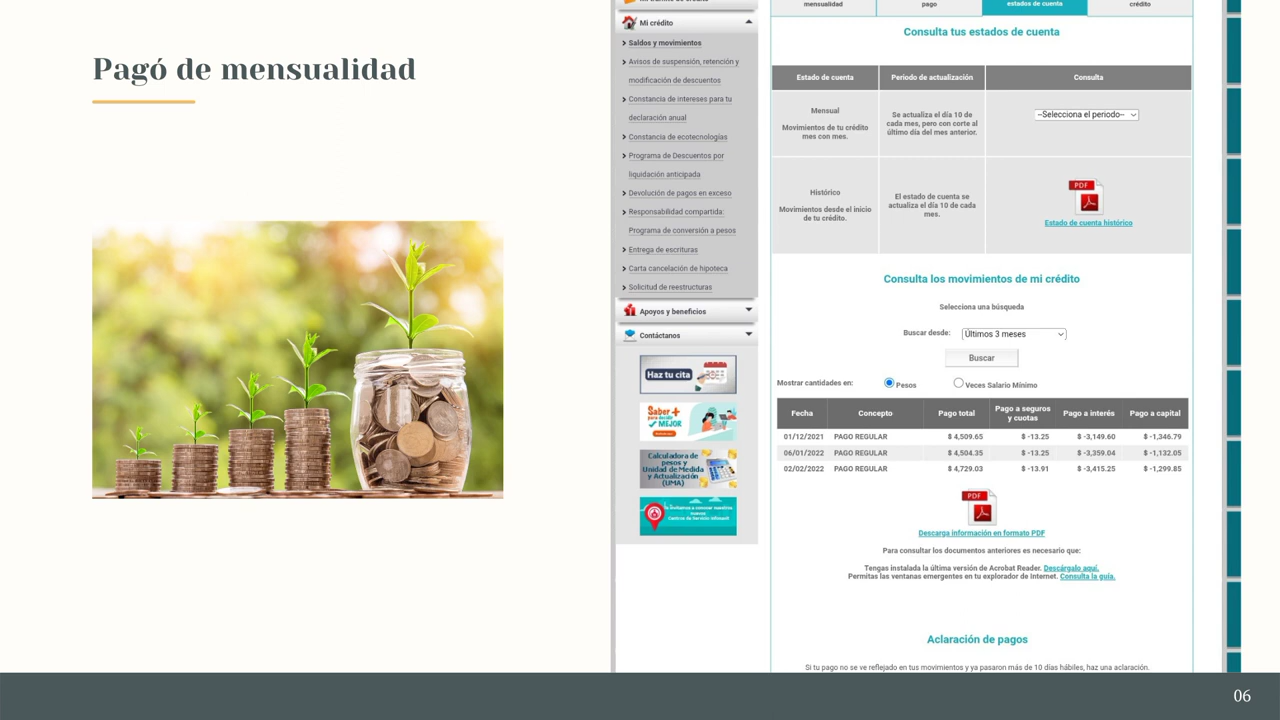 Pagó de mensualidad
Mi crédito
Saldos y movimientos
Avisos de suspensión, retención y
modificación de descuentos
Constancia de intereses para tu
declaración anual
Constancia de ecotecnologías
Programa de Descuentos por
liquidación anticipada
Devolución de pagos en exceso
Responsabilidad compartida:
Programa de conversión a pesos
Entrega de escrituras
Carta cancelación de hipoteca
Solicitud de reestructuras
Apoyos y beneficios
Contáctanos
Haz tu cita
Saber +
para decidir
MEJOR
Calculadora de
pesos y
Unidad de Medida
y Actualización
(UMA)
Te invitamos a conocer nuestros
nuevos
Centros de Servicio Infonavit
mensualidad
pago
estados de cuenta
crédito
Consulta tus estados de cuenta
Estado de cuenta Periodo de actualización Consulta
Mensual
Movimientos de tu crédito
mes con mes.
Se actualiza el día 10 de
cada mes, pero con corte al
último día del mes anterior.
--Selecciona el periodo--
Histórico
Movimientos desde el inicio
de tu crédito.
El estado de cuenta se
actualiza el día 10 de cada
mes.
PDF
Estado de cuenta histórico
Consulta los movimientos de mi crédito
Selecciona una búsqueda
Buscar desde: Últimos 3 meses
Buscar
Mostrar cantidades en: Pesos Veces Salario Mínimo
Fecha Concepto Pago total Pago a seguros y cuotas Pago a interés Pago a capital
01/12/2021 PAGO REGULAR $ 4,509.65 $ -13.25 $ -3,149.60 $ -1,346.79
06/01/2022 PAGO REGULAR $ 4,504.35 $ -13.25 $ -3,359.04 $ -1,132.05
02/02/2022 PAGO REGULAR $ 4,729.03 $ -13.91 $ -3,415.25 $ -1,299.85
PDF
Descarga información en formato PDF
Para consultar los documentos anteriores es necesario que:
Tengas instalada la última versión de Acrobat Reader. Descárgalo aquí.
Permitas las ventanas emergentes en tu explorador de Internet. Consulta la guía.
Aclaración de pagos
Si tu pago no se ve reflejado en tus movimientos y ya pasaron más de 10 días hábiles, haz una aclaración.
06